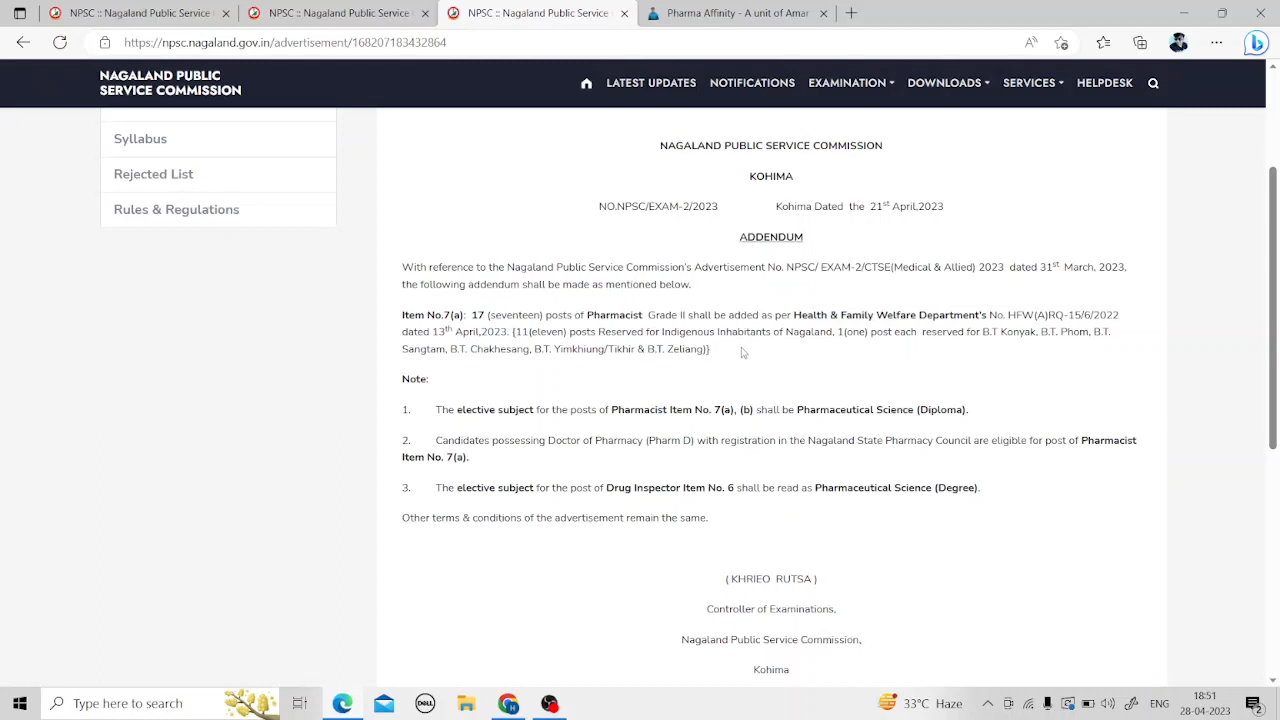 NPSC :: Nagaland Public Service
NPSC :: Nagaland Public Service
NPSC :: Nagaland Public Service
Pharma Affinity - A unit of Amar
https://npsc.nagaland.gov.in/advertisement/168207183432864
NAGALAND PUBLIC
SERVICE COMMISSION
LATEST UPDATES NOTIFICATIONS EXAMINATION DOWNLOADS SERVICES HELPDESK
Syllabus
Rejected List
Rules & Regulations
NAGALAND PUBLIC SERVICE COMMISSION
KOHIMA
NO.NPSC/EXAM-2/2023 Kohima Dated the 21st April,2023
ADDENDUM
With reference to the Nagaland Public Service Commission's Advertisement No. NPSC/ EXAM-2/CTSE(Medical & Allied) 2023 dated 31st March, 2023,
the following addendum shall be made as mentioned below.
Item No.7(a): 17 (seventeen) posts of Pharmacist Grade II shall be added as per Health & Family Welfare Department's No. HFW(A)RQ-15/6/2022
dated 13th April,2023. {11(eleven) posts Reserved for Indigenous Inhabitants of Nagaland, 1(one) post each reserved for B.T Konyak, B.T. Phom, B.T.
Sangtam, B.T. Chakhesang, B.T. Yimkhiung/Tikhir & B.T. Zeliang)}
Note:
1. The elective subject for the posts of Pharmacist Item No. 7(a), (b) shall be Pharmaceutical Science (Diploma).
2. Candidates possessing Doctor of Pharmacy (Pharm D) with registration in the Nagaland State Pharmacy Council are eligible for post of Pharmacist
Item No. 7(a).
3. The elective subject for the post of Drug Inspector Item No. 6 shall be read as Pharmaceutical Science (Degree).
Other terms & conditions of the advertisement remain the same.
( KHRIEO RUTSA )
Controller of Examinations,
Nagaland Public Service Commission,
Kohima
Type here to search
DELL
33°C Haze
ENG
18:51
28-04-2023
2